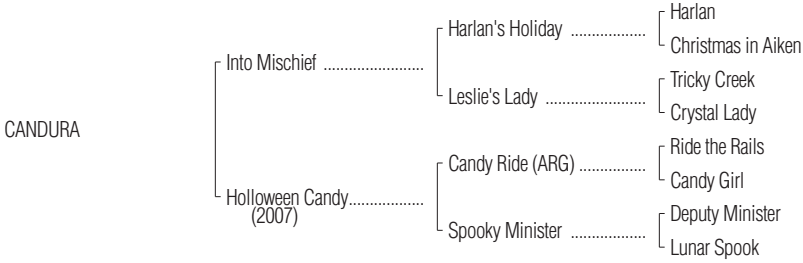 Harlan
Harlan's Holiday ..................
Christmas in Aiken
Into Mischief ........................
Tricky Creek
Leslie's Lady ........................
Crystal Lady
CANDURA
Ride the Rails
Candy Ride (ARG) ................
Candy Girl
Holloween Candy..................
(2007)
Deputy Minister
Spooky Minister ..................
Lunar Spook